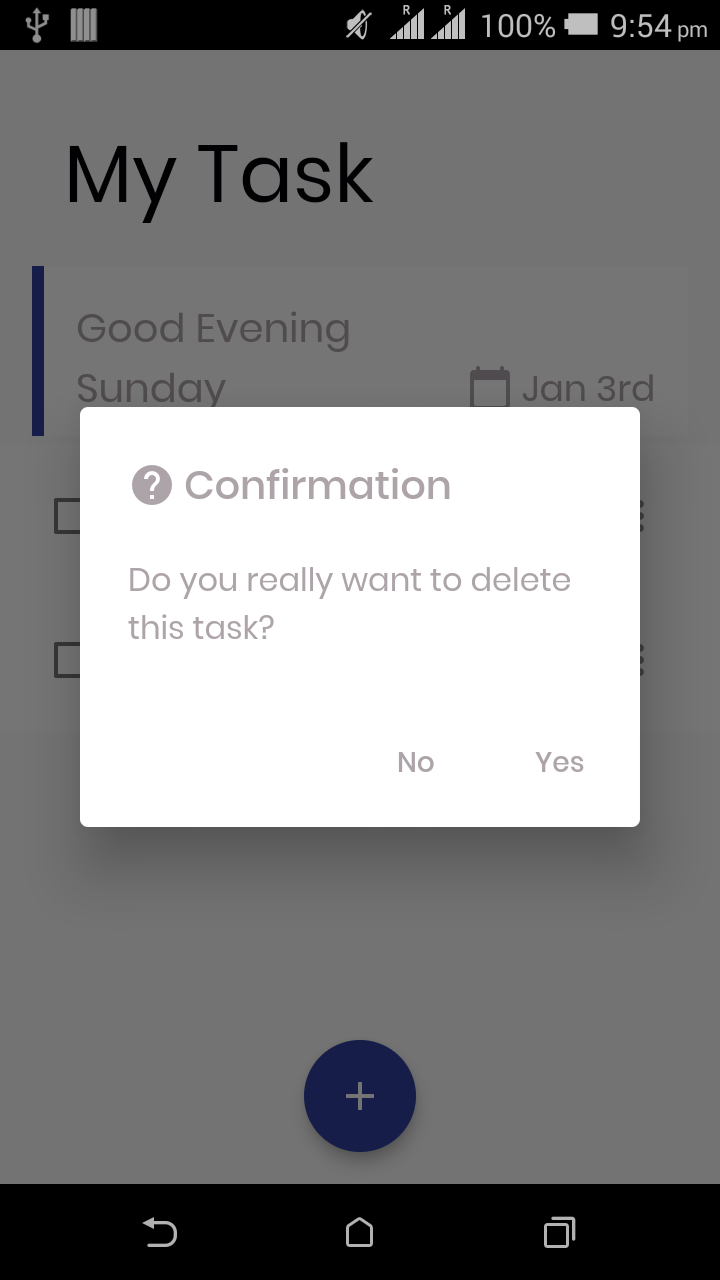 R R
100% 9:54 pm
My Task
Good Evening
Sunday
Jan 3rd
Confirmation
Do you really want to delete
this task?
No Yes